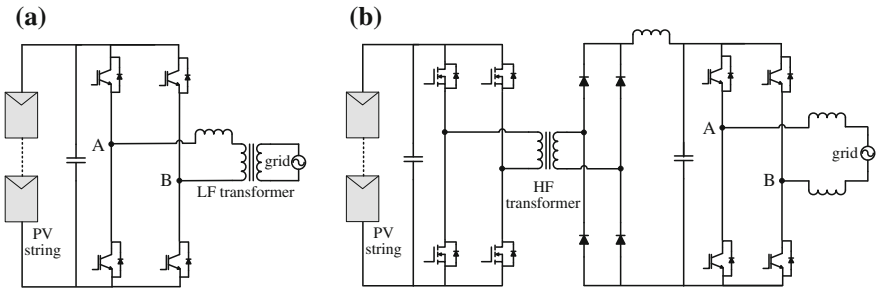 (a)
A
B
grid
LF transformer
PV
string
(b)
HF
transformer
PV
string
A
B
grid